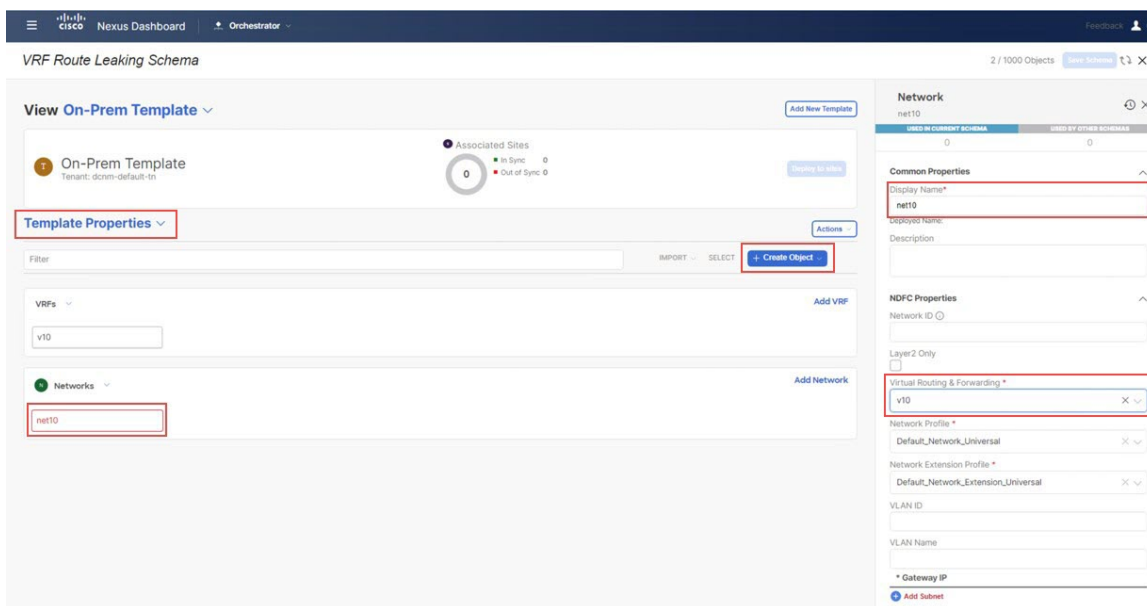 cisco Nexus Dashboard Orchestrator Feedback
VRF Route Leaking Schema 2 / 1000 Objects Save Schema
View On-Prem Template Add New Template
T On-Prem Template
Tenant: dcnm-default-tn
Associated Sites
0
In Sync 0
Out of Sync 0
Deploy to sites
Template Properties Actions
Filter IMPORT SELECT + Create Object
VRFs Add VRF
v10
N Networks Add Network
net10
Network
net10
USED IN CURRENT SCHEMA USED BY OTHER SCHEMAS
0 0
Common Properties
Display Name*
net10
Deployed Name:
Description
NDFC Properties
Network ID
Layer2 Only
Virtual Routing & Forwarding *
v10
Network Profile *
Default_Network_Universal
Network Extension Profile *
Default_Network_Extension_Universal
VLAN ID
VLAN Name
* Gateway IP
Add Subnet